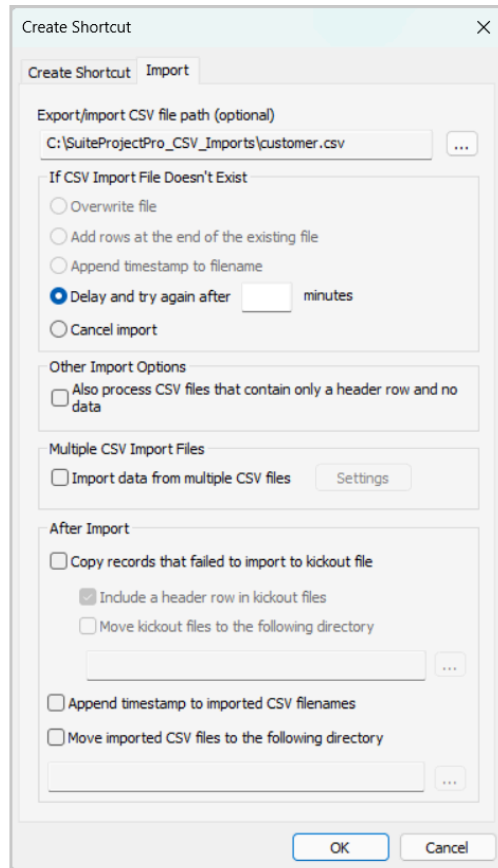 Create Shortcut
Create Shortcut Import
Export/import CSV file path (optional)
C:\SuiteProjectPro_CSV_Imports\customer.csv ...
If CSV Import File Doesn't Exist
Overwrite file
Add rows at the end of the existing file
Append timestamp to filename
Delay and try again after minutes
Cancel import
Other Import Options
Also process CSV files that contain only a header row and no
data
Multiple CSV Import Files
Import data from multiple CSV files Settings
After Import
Copy records that failed to import to kickout file
Include a header row in kickout files
Move kickout files to the following directory
...
Append timestamp to imported CSV filenames
Move imported CSV files to the following directory
...
OK Cancel